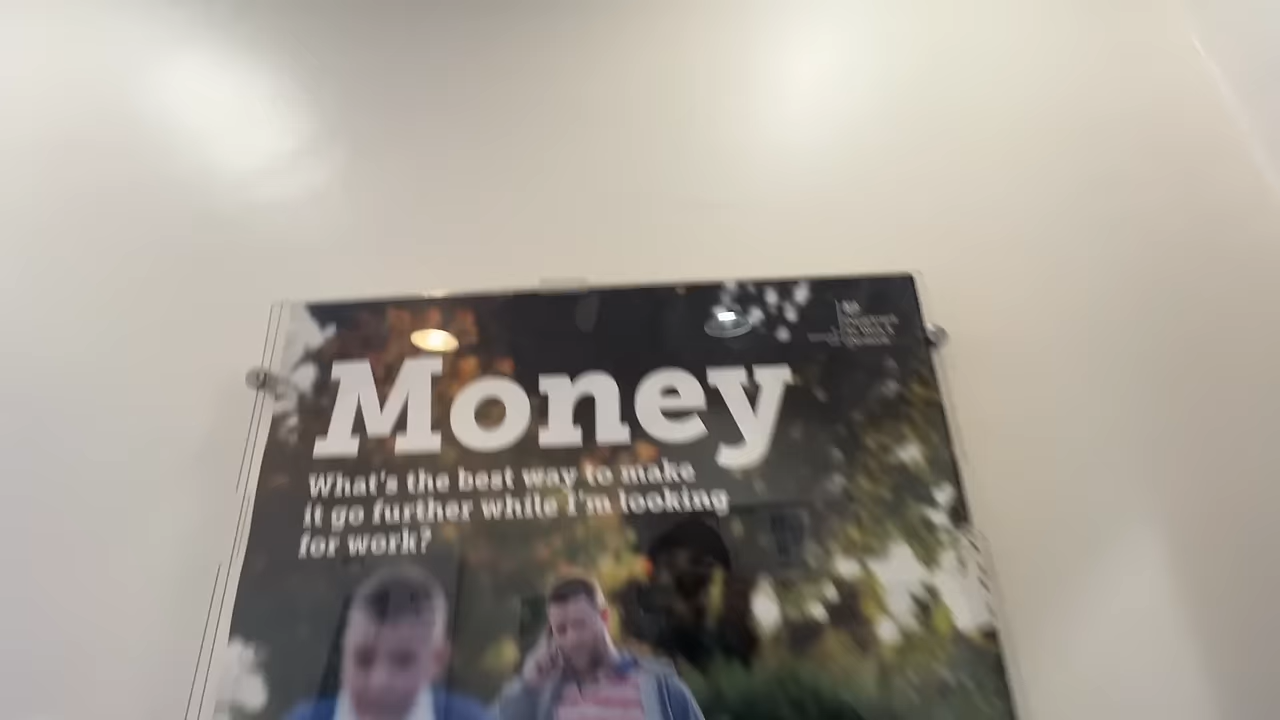 Money
What's the best way to make
it go further while I'm looking
for work?